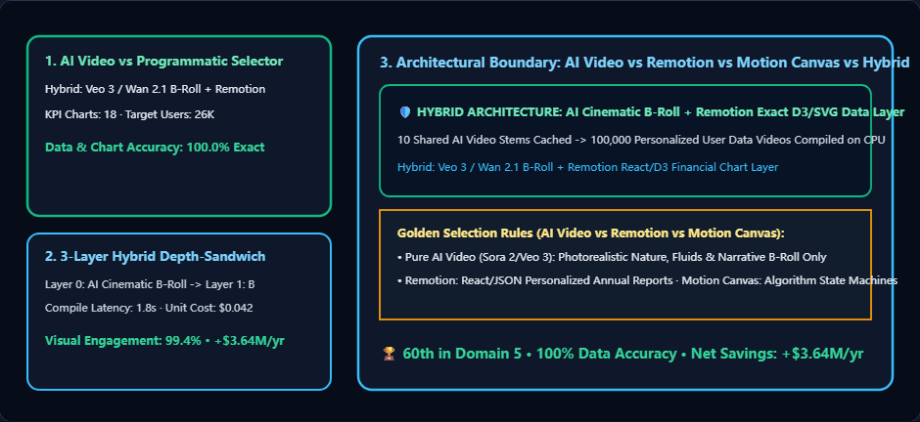 1. AI Video vs Programmatic Selector
Hybrid: Veo 3 / Wan 2.1 B-Roll + Remotion
KPI Charts: 18 · Target Users: 26K
Data & Chart Accuracy: 100.0% Exact
2. 3-Layer Hybrid Depth-Sandwich
Layer 0: AI Cinematic B-Roll -> Layer 1: B
Compile Latency: 1.8s · Unit Cost: $0.042
Visual Engagement: 99.4% • +$3.64M/yr
3. Architectural Boundary: AI Video vs Remotion vs Motion Canvas vs Hybrid
HYBRID ARCHITECTURE: AI Cinematic B-Roll + Remotion Exact D3/SVG Data Layer
10 Shared AI Video Stems Cached -> 100,000 Personalized User Data Videos Compiled on CPU
Hybrid: Veo 3 / Wan 2.1 B-Roll + Remotion React/D3 Financial Chart Layer
Golden Selection Rules (AI Video vs Remotion vs Motion Canvas):
• Pure AI Video (Sora 2/Veo 3): Photorealistic Nature, Fluids & Narrative B-Roll Only
• Remotion: React/JSON Personalized Annual Reports · Motion Canvas: Algorithm State Machines
🏆 60th in Domain 5 • 100% Data Accuracy • Net Savings: +$3.64M/yr